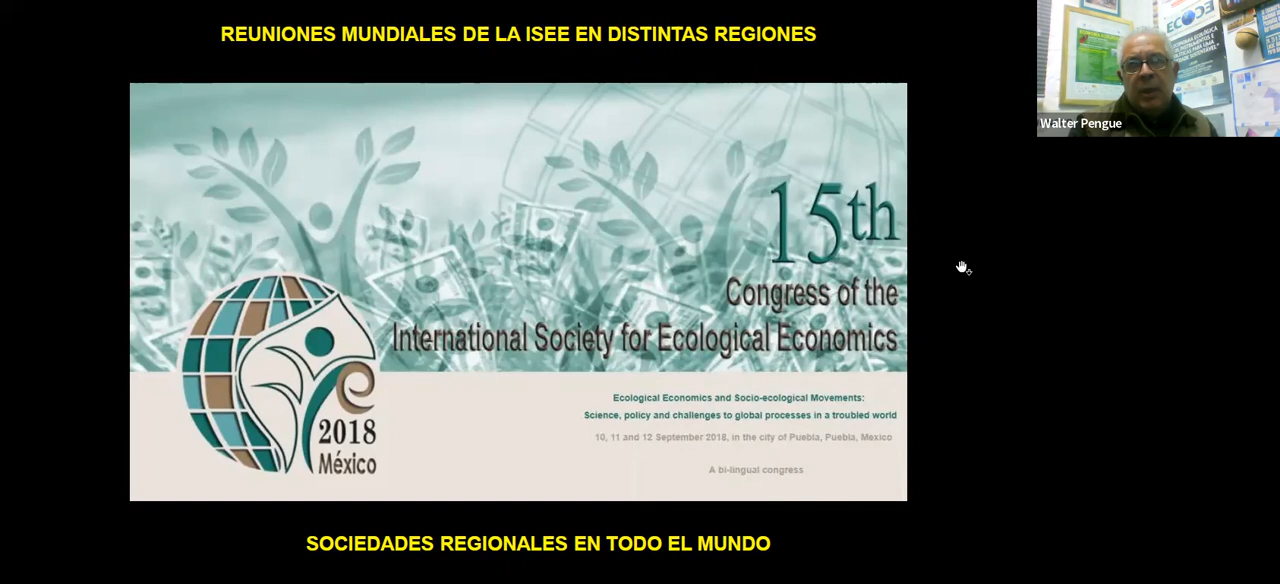 REUNIONES MUNDIALES DE LA ISEE EN DISTINTAS REGIONES
15th
Congress of the
International Society for Ecological Economics
2018
México
Ecological Economics and Socio-ecological Movements:
Science, policy and challenges to global processes in a troubled world
10, 11 and 12 September 2018, in the city of Puebla, Puebla, Mexico
A bi-lingual congress
SOCIEDADES REGIONALES EN TODO EL MUNDO
Walter Pengue